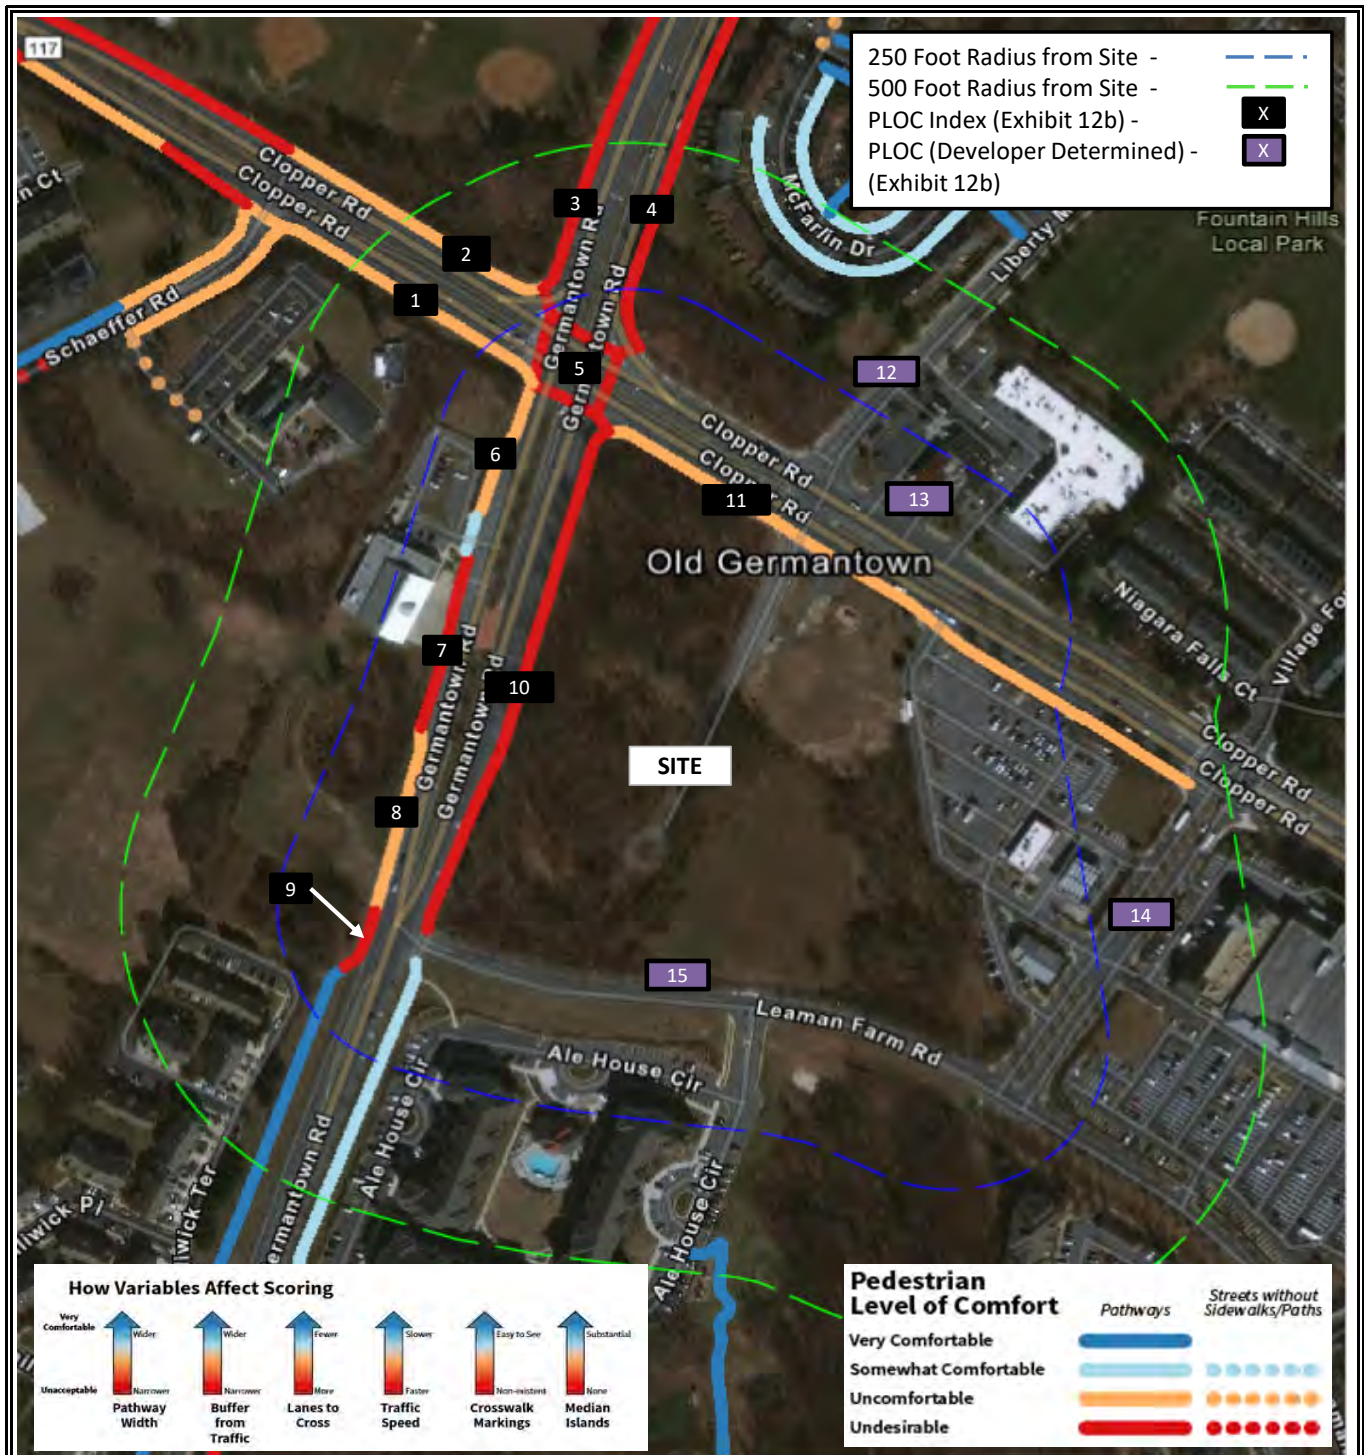 117
250 Foot Radius from Site -
500 Foot Radius from Site -
PLOC Index (Exhibit 12b) -
X
PLOC (Developer Determined) -
X
(Exhibit 12b)
Clopper Rd
Clopper Rd
Ct
3
4
McFarlin Dr
Liberty
Fountain Hills
Local Park
2
1
Schaeffer Rd
Germantown Rd
Germantown Rd
5
12
6
Clopper Rd
Clopper Rd
11
13
Old Germantown
Niagara Falls Ct
Village
7
10
Germantown Rd
Germantown Rd
SITE
Clopper Rd
Clopper Rd
8
9
14
15
Leaman Farm Rd
Ale House Cir
Ale House Cir
Germantown Rd
Ale House Cir
Ale House Cir
How Variables Affect Scoring
Very
Comfortable
Wider
Wider
Fewer
Slower
Easy to See
Substantial
Unacceptable
Narrower
Narrower
More
Faster
Non-existent
None
Pathway
Width
Buffer
from
Traffic
Lanes to
Cross
Traffic
Speed
Crosswalk
Markings
Median
Islands
Pedestrian
Level of Comfort
Pathways
Streets without
Sidewalks/Paths
Very Comfortable
Somewhat Comfortable
Uncomfortable
Undesirable